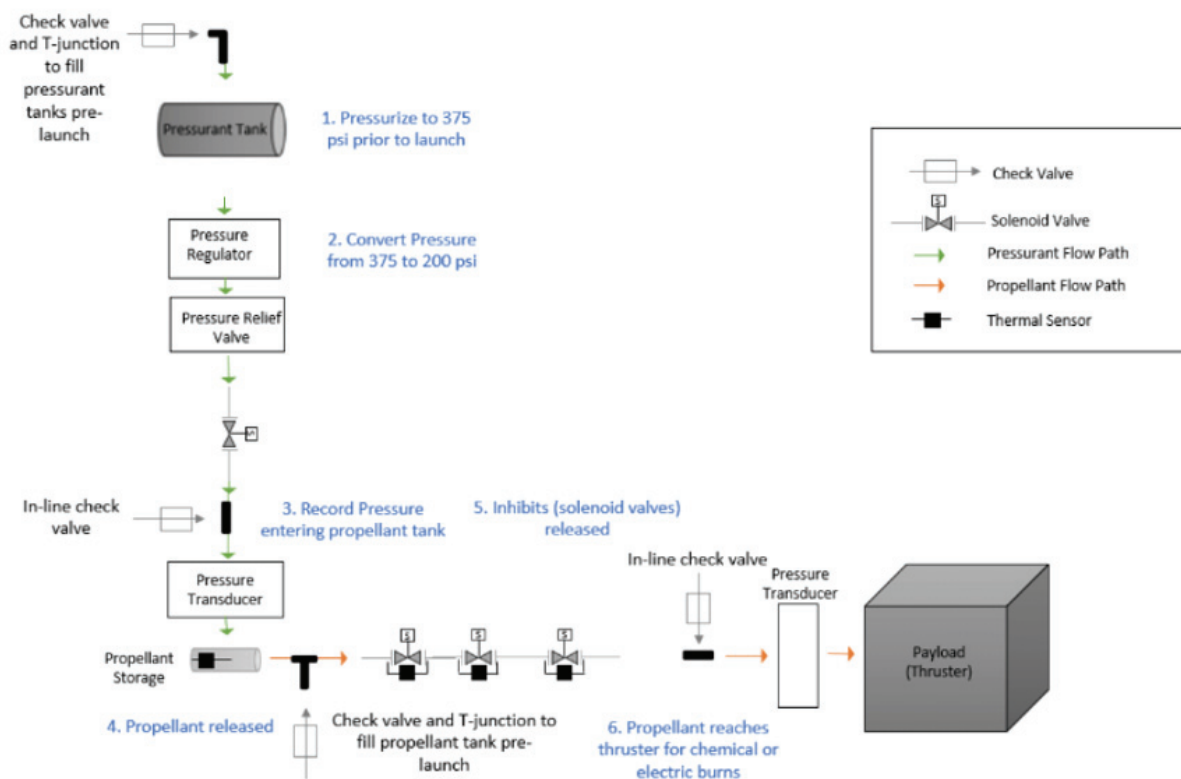 Check valve
and T-junction
to fill
pressurant
tanks pre-
launch
Pressurant Tank
1. Pressurize to 375
psi prior to launch
Pressure
Regulator
2. Convert Pressure
from 375 to 200 psi
Pressure Relief
Valve
S
In-line check
valve
3. Record Pressure
entering propellant tank
5. Inhibits (solenoid valves)
released
Pressure
Transducer
In-line check valve
Pressure
Transducer
Propellant
Storage
S
S
S
Payload
(Thruster)
4. Propellant released
Check valve and T-junction to
fill propellant tank pre-
launch
6. Propellant reaches
thruster for chemical or
electric burns
Check Valve
S
Solenoid Valve
Pressurant Flow Path
Propellant Flow Path
Thermal Sensor